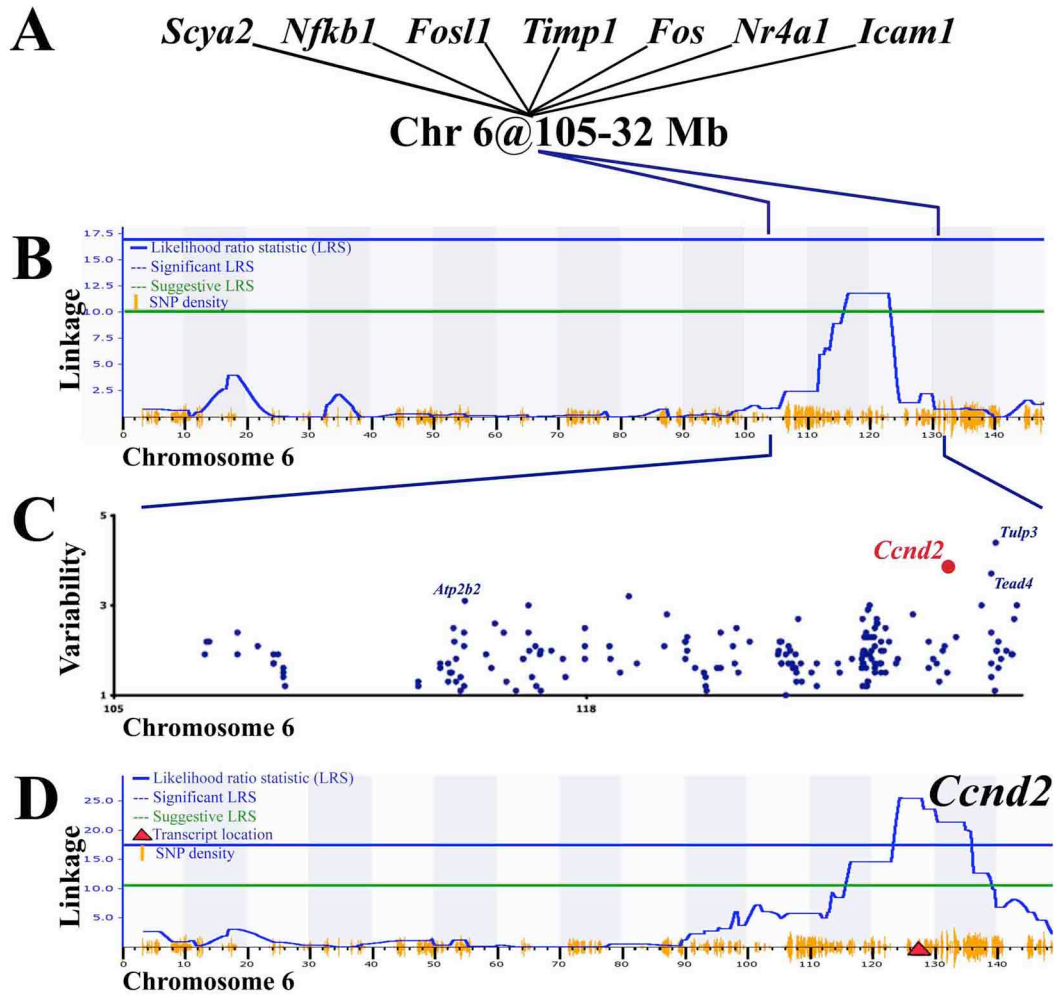 A
Scya2 Nfkb1 Fosl1 Timp1 Fos Nr4a1 Icam1
Chr 6@105-32 Mb
B
Linkage
17.5
15.0
12.5
10.0
7.5
5.0
2.5
Likelihood ratio statistic (LRS)
Significant LRS
Suggestive LRS
SNP density
0 10 20 30 40 50 60 70 80 90 100 110 120 130 140
Chromosome 6
C
Variability
5
3
1
Atp2b2
Ccnd2
Tulp3
Tead4
105 118
Chromosome 6
D
Linkage
25.0
20.0
15.0
10.0
5.0
Likelihood ratio statistic (LRS)
Significant LRS
Suggestive LRS
Transcript location
SNP density
Ccnd2
0 10 20 30 40 50 60 70 80 90 100 110 120 130 140
Chromosome 6